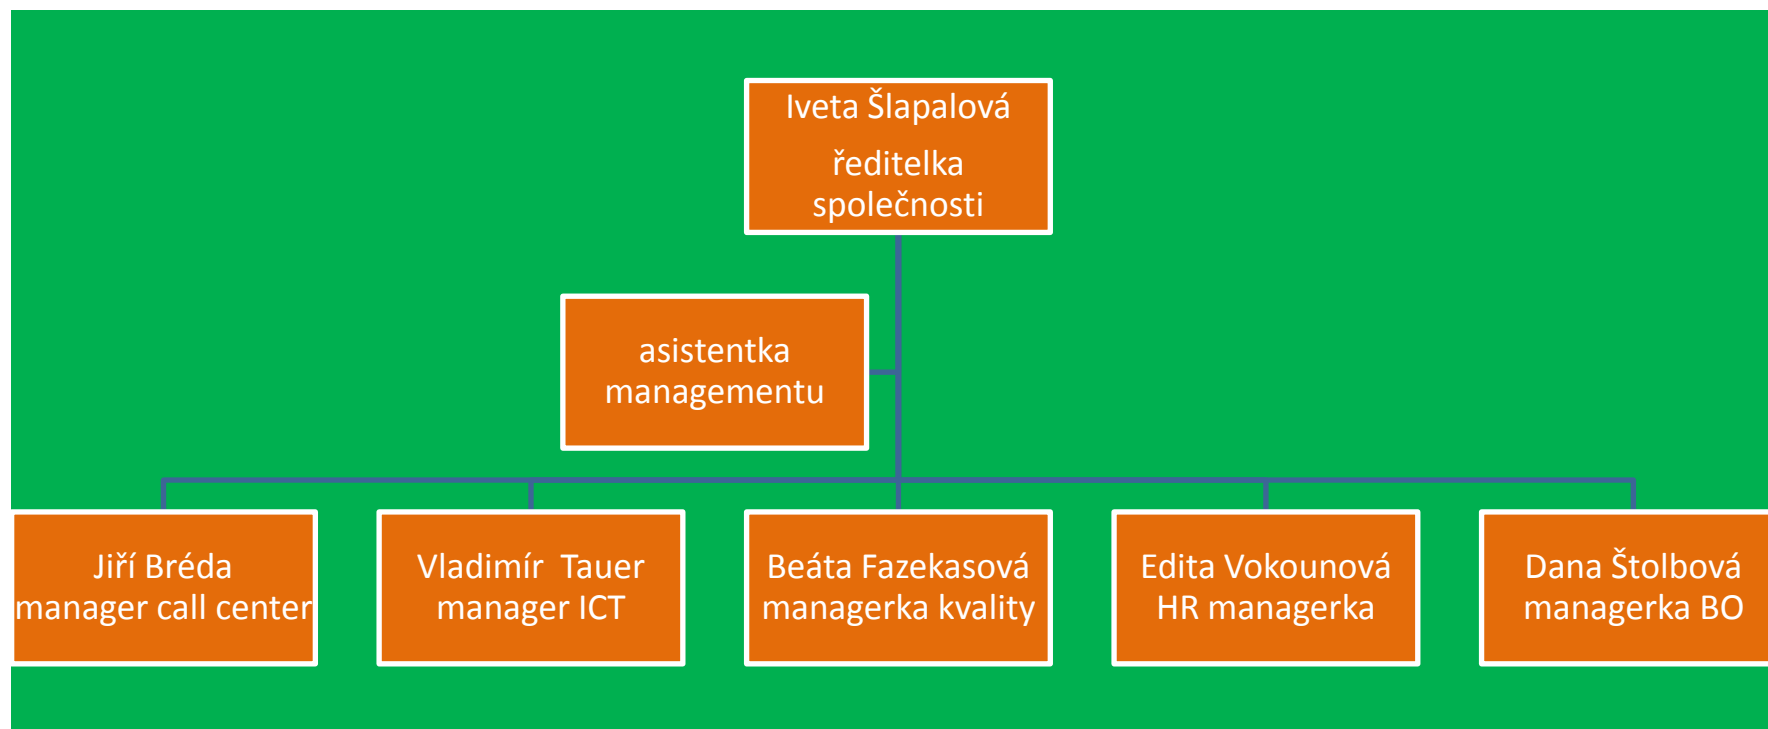 Iveta Šlapalová
ředitelka
společnosti
asistentka
managementu
Jiří Bréda
manager call center
Vladimír  Tauer
manager ICT
Beáta Fazekasová
managerka kvality
Edita Vokounová
HR managerka
Dana Štolbová
managerka BO